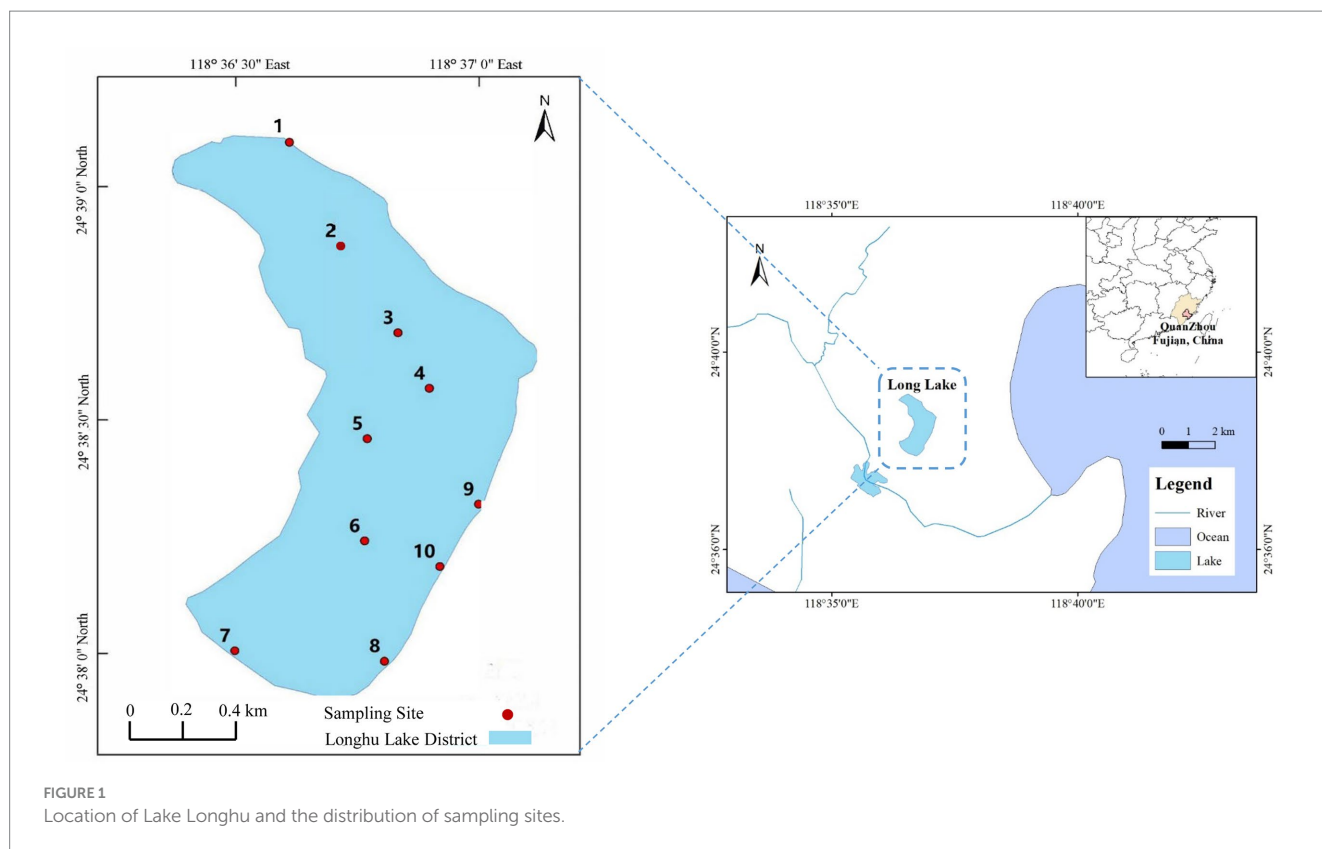 118° 36' 30" East
118° 37' 0" East
N
1
24° 39' 0" North
2
3
4
24° 38' 30" North
5
9
6
10
7
8
24° 38' 0" North
0 0.2 0.4 km
Sampling Site
Longhu Lake District
118°35'0"E
118°40'0"E
N
QuanZhou
Fujian, China
24°40'0"N
24°40'0"N
Long Lake
0 1 2 km
Legend
River
Ocean
Lake
24°36'0"N
24°36'0"N
118°35'0"E
118°40'0"E
FIGURE 1
Location of Lake Longhu and the distribution of sampling sites.